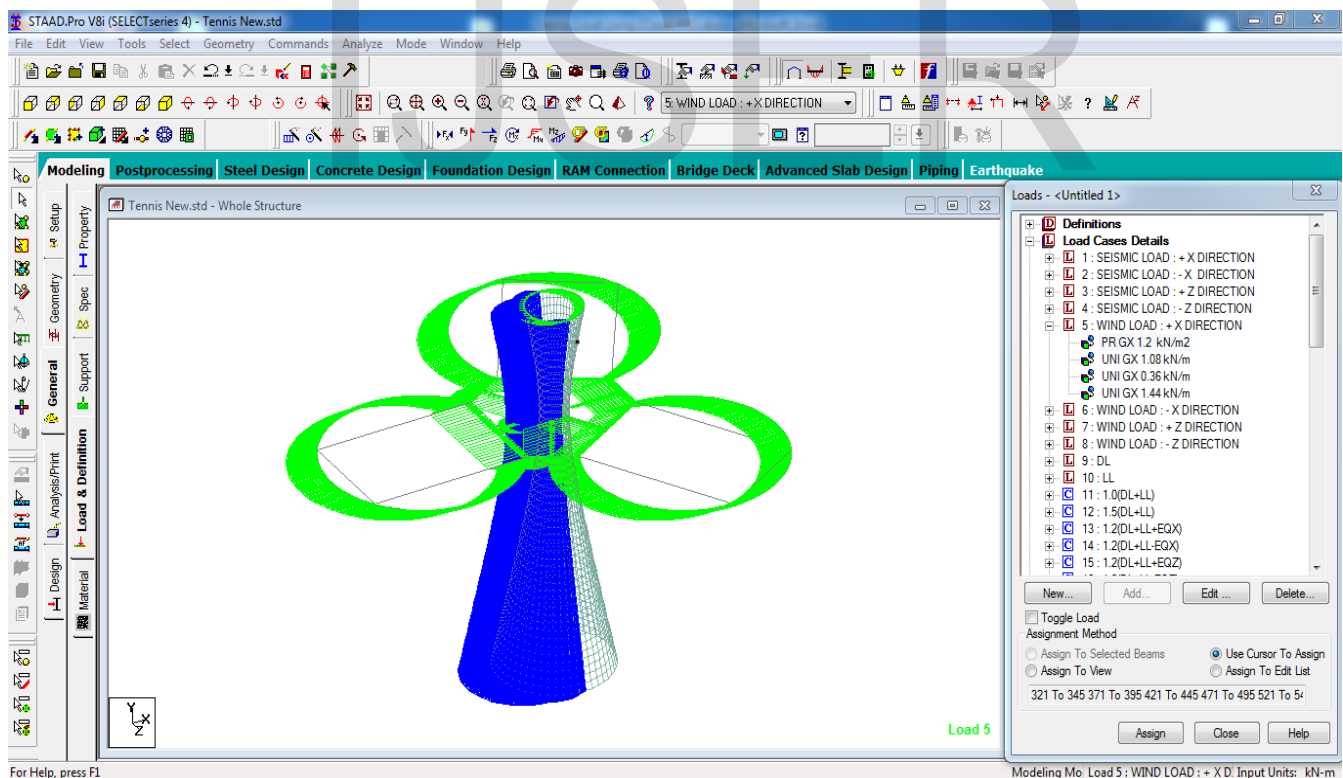 IJSER
STAAD.Pro V8i (SELECTseries 4) - Tennis New.std
File Edit View Tools Select Geometry Commands Analyze Mode Window Help
5: WIND LOAD : +X DIRECTION
Modeling Postprocessing Steel Design Concrete Design Foundation Design RAM Connection Bridge Deck Advanced Slab Design Piping Earthquake
Setup
Geometry
General
Analysis/Print
Design
Property
Spec
Support
Load & Definition
Material
Tennis New.std - Whole Structure
Y
X
Z
Load 5
Loads - <Untitled 1>
Definitions
Load Cases Details
1 : SEISMIC LOAD : + X DIRECTION
2 : SEISMIC LOAD : - X DIRECTION
3 : SEISMIC LOAD : + Z DIRECTION
4 : SEISMIC LOAD : - Z DIRECTION
5 : WIND LOAD : + X DIRECTION
PR GX 1.2 kN/m2
UNI GX 1.08 kN/m
UNI GX 0.36 kN/m
UNI GX 1.44 kN/m
6 : WIND LOAD : - X DIRECTION
7 : WIND LOAD : + Z DIRECTION
8 : WIND LOAD : - Z DIRECTION
9 : DL
10 : LL
11 : 1.0(DL+LL)
12 : 1.5(DL+LL)
13 : 1.2(DL+LL+EQX)
14 : 1.2(DL+LL-EQX)
15 : 1.2(DL+LL+EQZ)
New... Add... Edit ... Delete...
Toggle Load
Assignment Method
Assign To Selected Beams Use Cursor To Assign
Assign To View Assign To Edit List
321 To 345 371 To 395 421 To 445 471 To 495 521 To 54
Assign Close Help
For Help, press F1
Modeling Mo Load 5 : WIND LOAD : + X D Input Units: kN-m